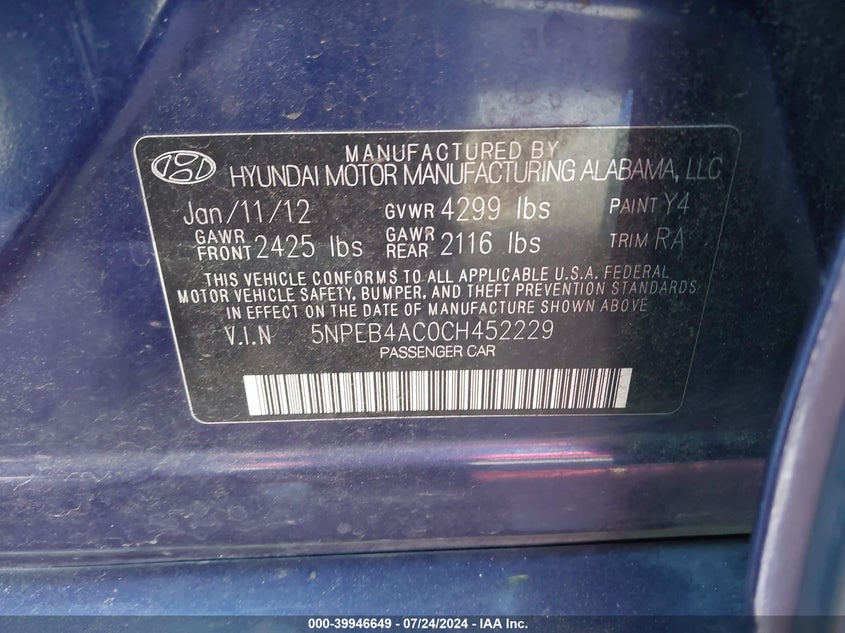 MANUFACTURED BY
HYUNDAI MOTOR MANUFACTURING ALABAMA, LLC
Jan/11/12 GVWR 4299 lbs PAINT Y4
GAWR FRONT 2425 lbs GAWR REAR 2116 lbs TRIM RA
THIS VEHICLE CONFORMS TO ALL APPLICABLE U.S.A. FEDERAL
MOTOR VEHICLE SAFETY, BUMPER, AND THEFT PREVENTION STANDARDS
IN EFFECT ON THE DATE OF MANUFACTURE SHOWN ABOVE
V.I.N 5NPEB4AC0CH452229
PASSENGER CAR
000-39946649 / 07/24/2024 - IAA Inc.